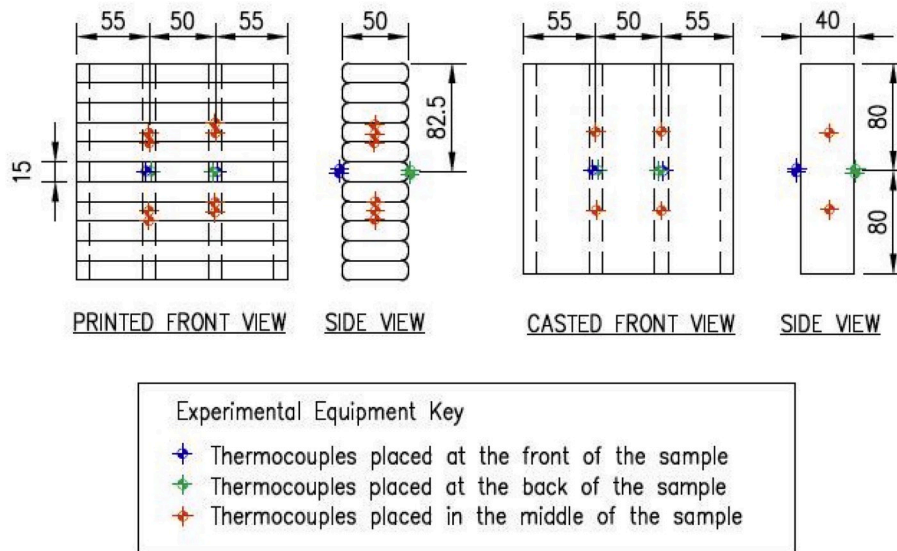 55 50 55
50
55 50 55
40
15
82.5
80
80
PRINTED FRONT VIEW
SIDE VIEW
CASTED FRONT VIEW
SIDE VIEW
Experimental Equipment Key
Thermocouples placed at the front of the sample
Thermocouples placed at the back of the sample
Thermocouples placed in the middle of the sample